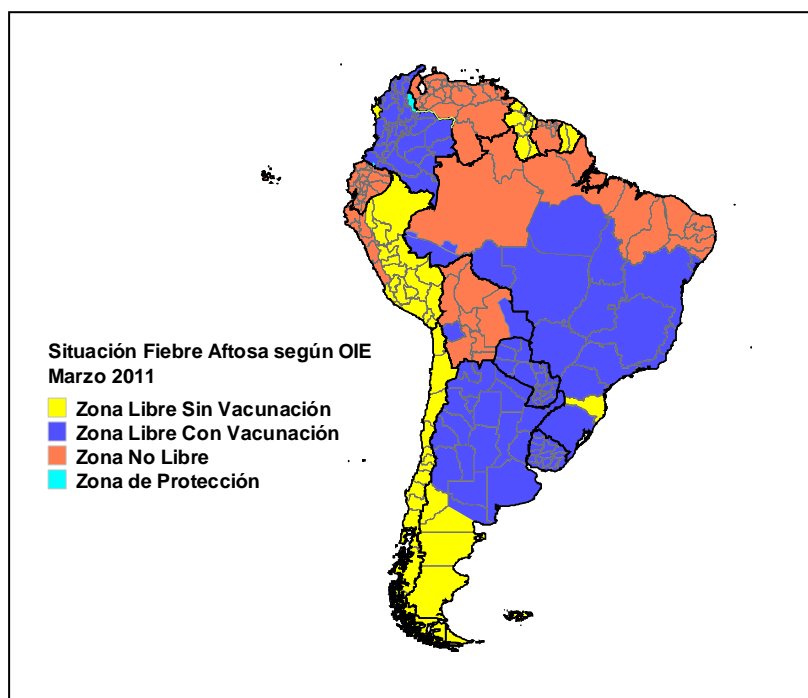 Situación Fiebre Aftosa según OIE
Marzo 2011
Zona Libre Sin Vacunación
Zona Libre Con Vacunación
Zona No Libre
Zona de Protección